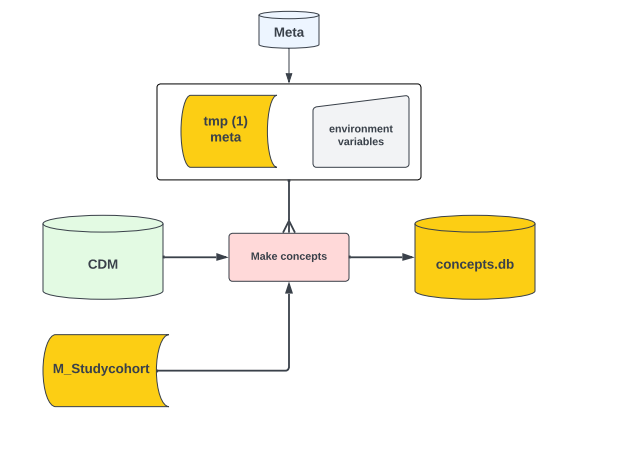 Meta
tmp (1)
meta
environment
variables
CDM
Make concepts
concepts.db
M_Studycohort